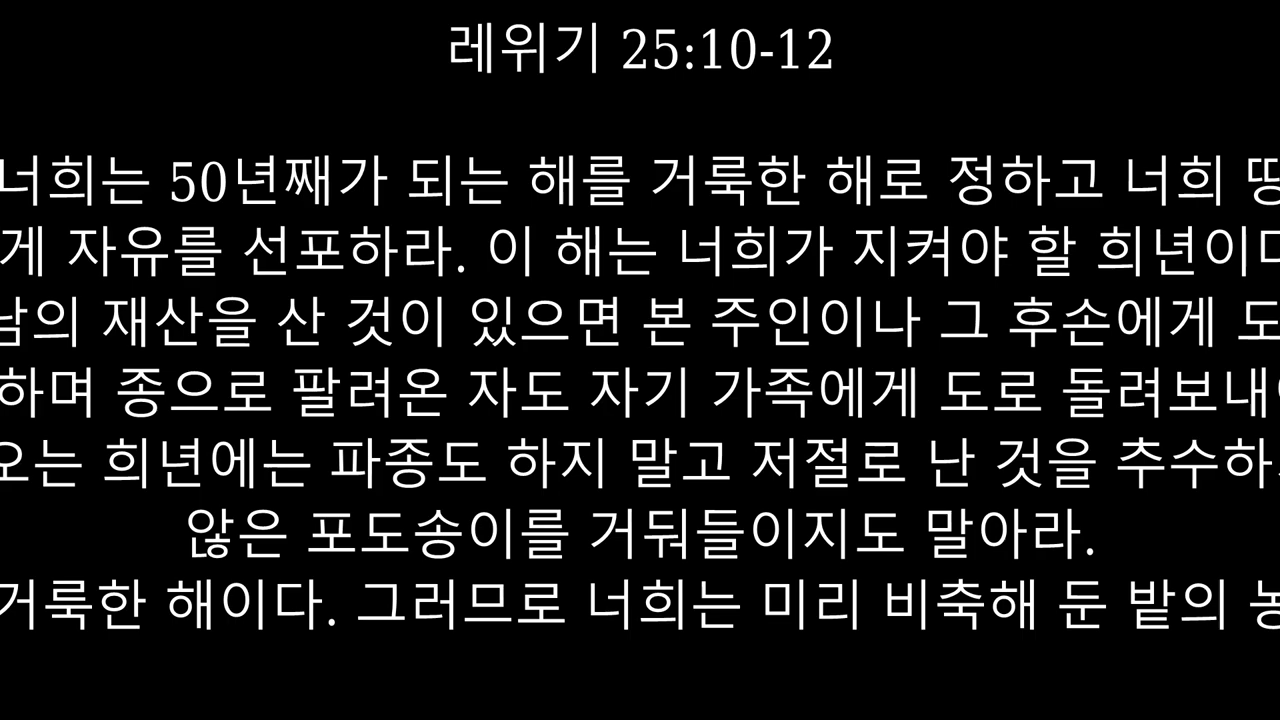 레위기 25:10-12
너희는 50년째가 되는 해를 거룩한 해로 정하고 너희
게 자유를 선포하라. 이 해는 너희가 지켜야 할 희년이다
남의 재산을 산 것이 있으면 본 주인이나 그 후손에게 도
하며 종으로 팔려온 자도 자기 가족에게 도로 돌려보내
오는 희년에는 파종도 하지 말고 저절로 난 것을 추수하
않은 포도송이를 거둬들이지도 말아라.
거룩한 해이다. 그러므로 너희는 미리 비축해 둔 밭의